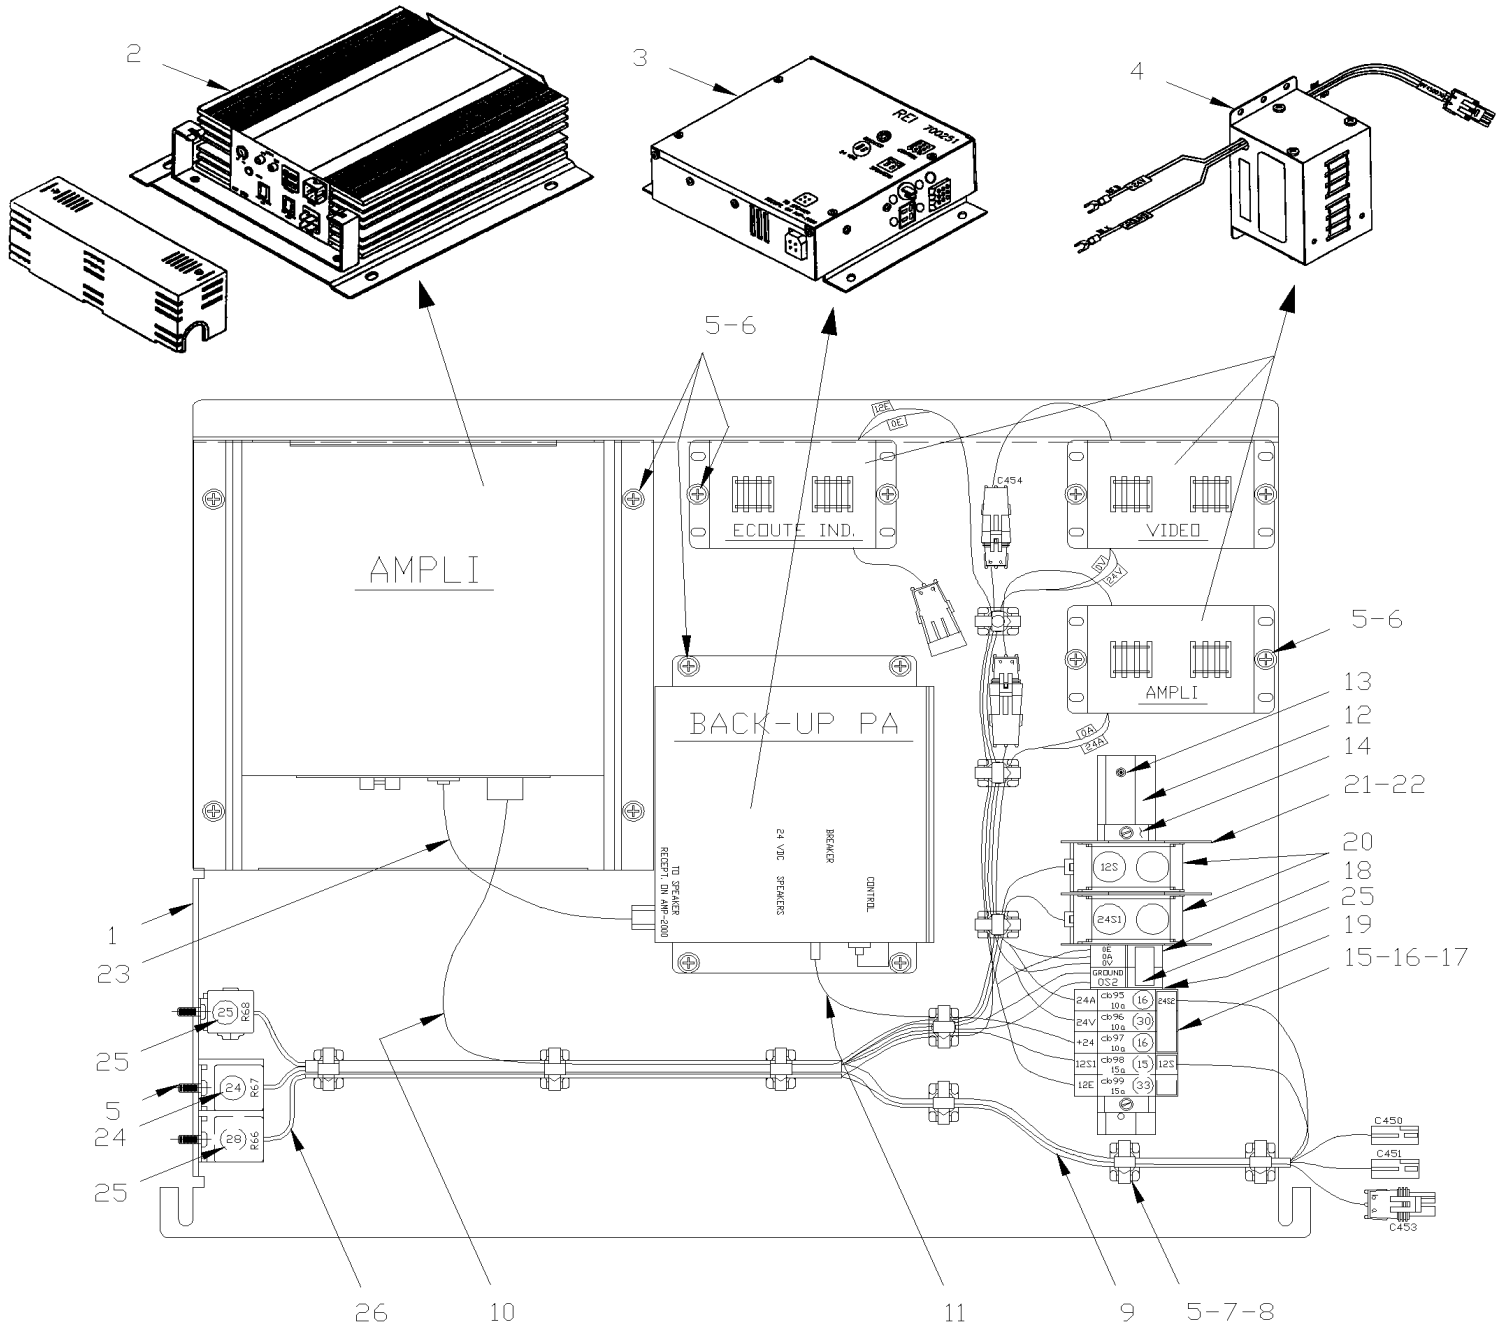 2
3
4
REI 700251
5-6
12E
0E
C454
ECOUTE IND.
VIDEO
AMPLI
0V
24V
5-6
AMPLI
BACK-UP PA
0A
24A
13
12
14
21-22
20
18
25
19
15-16-17
BREAKER
24 VDC SPEAKERS
CONTROL
TO SPEAKER
RECEPT. ON AMP-2000
12S
24S1
0E
0A
0V
GROUND
0S2
24A cb95 10a 16 24S2
24V cb96 10a 30
+24 cb97 10a 16
12S1 cb98 15a 15 12S
12E cb99 15a 33
1
23
25 R68
25
24 R67
5
24
28 R66
25
C450
C451
C453
26
10
11
9
5-7-8